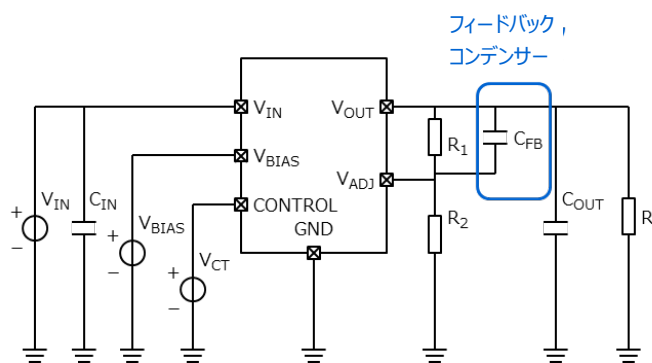 フィードバック ,
コンデンサー
VIN
VOUT
R1
CFB
VBIAS
VADJ
VIN
CIN
CONTROL
COUT
VBIAS
GND
R2
R
VCT
+
−
+
−
+
−